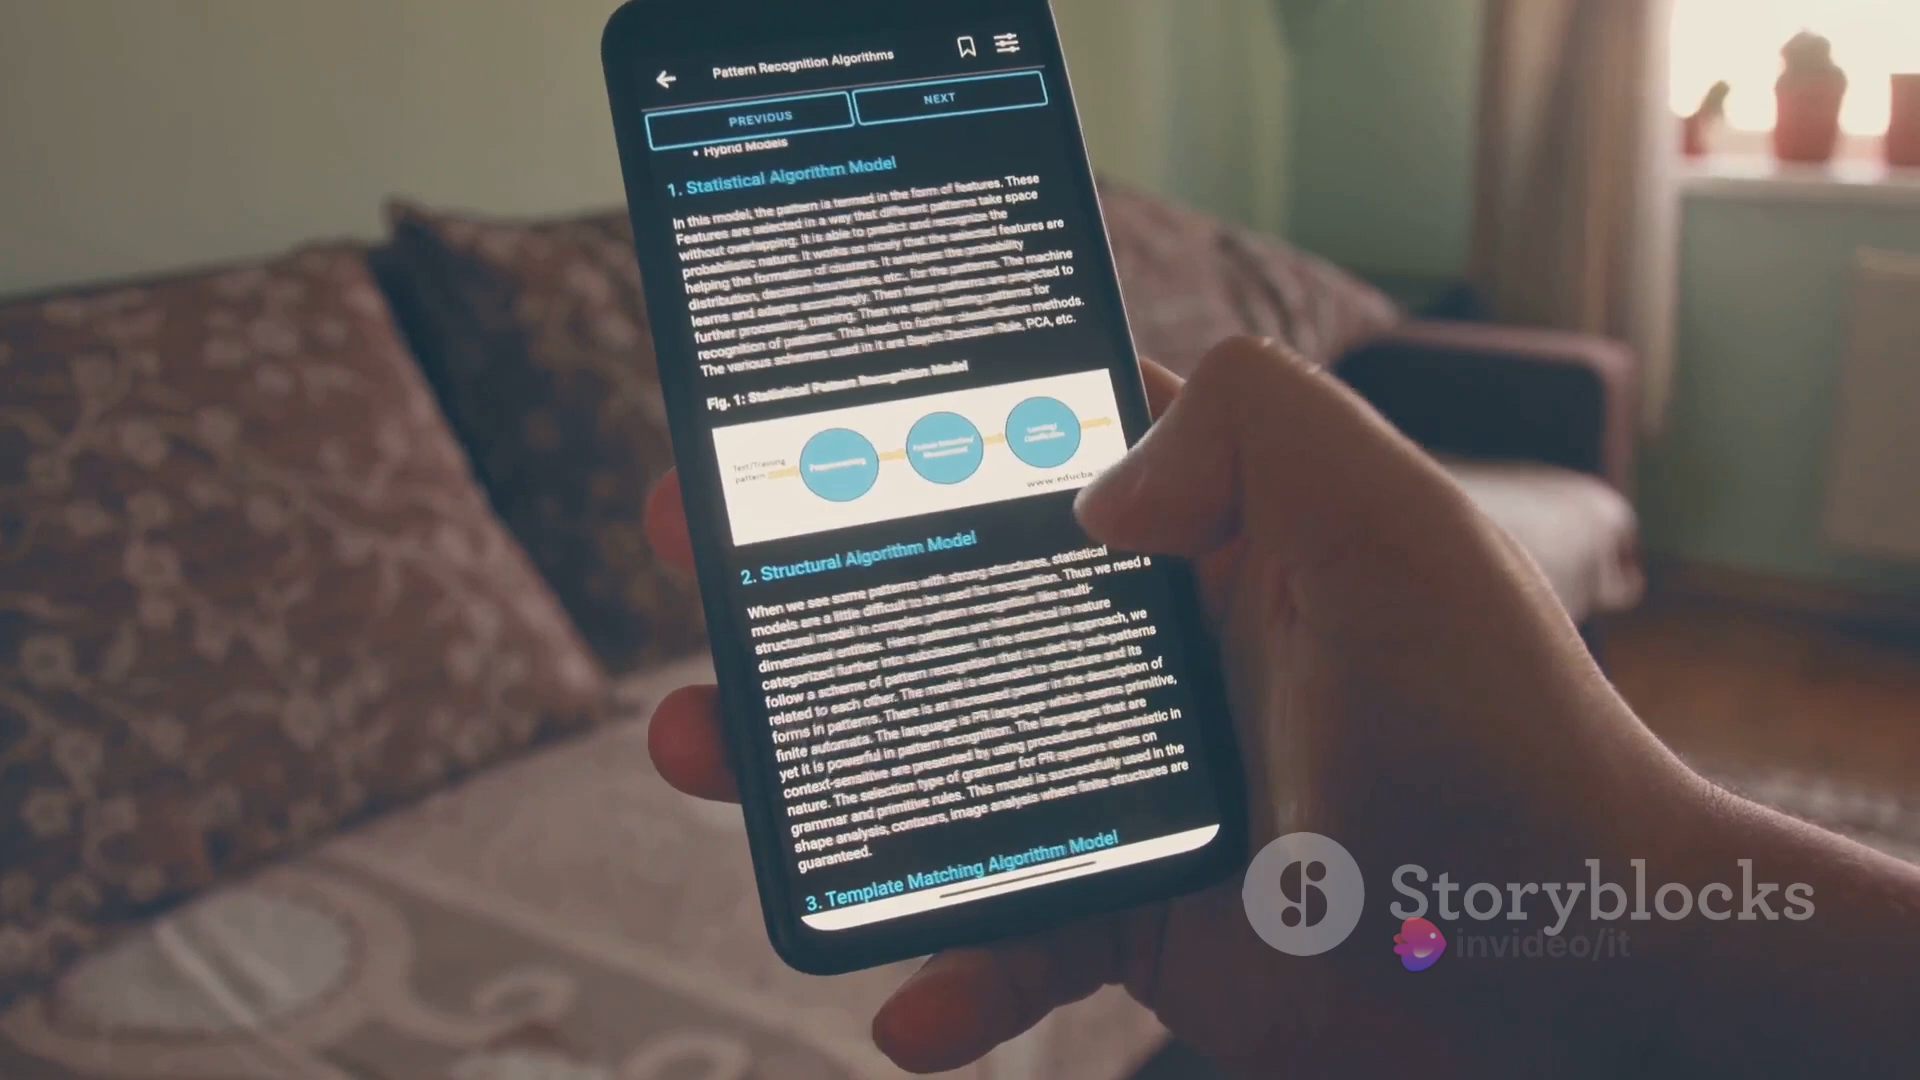 Pattern Recognition Algorithms
PREVIOUS
NEXT
• Hybrid Models
1. Statistical Algorithm Model
In this model, the pattern is termed in the form of features. These
Features are selected in a way that different patterns take space
without overlapping. It is able to predict and recognize the
probabilistic nature. It works so nicely that the selected features are
helping the formation of clusters. It analyses the probability
distribution, decision boundaries, etc., for the patterns. The machine
learns and adapts accordingly. Then these patterns are projected to
further processing, training. Then we apply testing patterns for
recognition of patterns. This leads to further classification methods.
The various schemes used in it are Bayes Decision Rule, PCA, etc.
Fig. 1: Statistical Pattern Recognition Model
Test/Training
pattern
Preprocessing
Feature Extraction/
Measurement
Learning/
Classification
www.educba
2. Structural Algorithm Model
When we see some patterns with strong structures, statistical
models are a little difficult to be used for recognition. Thus we need a
structural model in complex pattern recognition like multi-
dimensional entities. Here patterns are hierarchical in nature
categorized further into subclasses. In the structural approach, we
follow a scheme of pattern recognition that is ruled by sub-patterns
related to each other. The model is extended to structure and its
forms in patterns. There is an increased power in the description of
finite automata. The language is PR language which seems primitive,
yet it is powerful in pattern recognition. The languages that are
context-sensitive are presented by using procedures deterministic in
nature. The selection type of grammar for PR systems relies on
grammar and primitive rules. This model is successfully used in the
shape analysis, contours, image analysis where finite structures are
guaranteed.
3. Template Matching Algorithm Model
Storyblocks
invideo/it